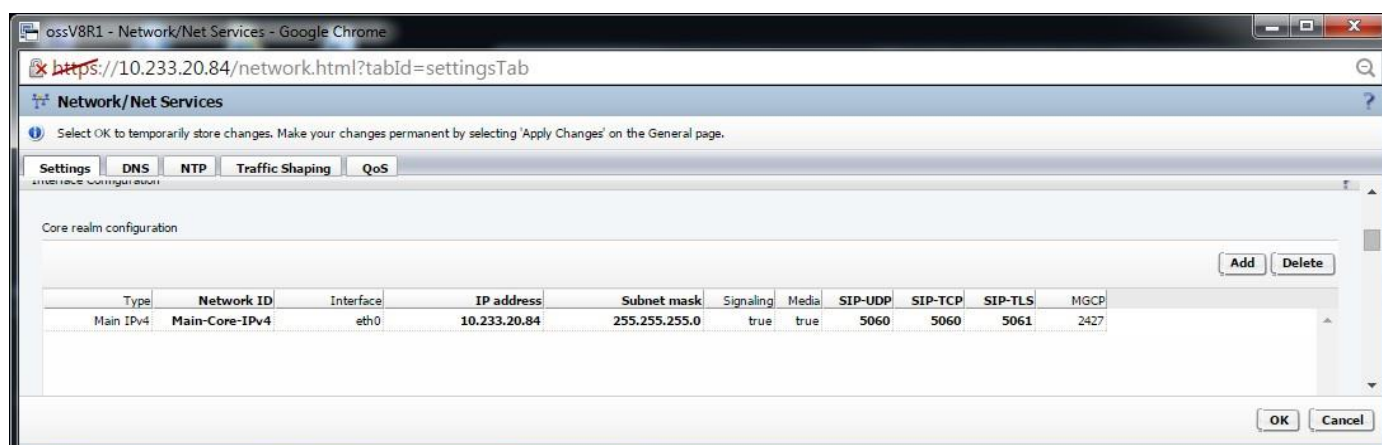 ossV8R1 - Network/Net Services - Google Chrome
https://10.233.20.84/network.html?tabId=settingsTab
Network/Net Services
?
Select OK to temporarily store changes. Make your changes permanent by selecting 'Apply Changes' on the General page.
Settings DNS NTP Traffic Shaping QoS
Interface Configuration
Core realm configuration
Add Delete
Type Network ID Interface IP address Subnet mask Signaling Media SIP-UDP SIP-TCP SIP-TLS MGCP
Main IPv4 Main-Core-IPv4 eth0 10.233.20.84 255.255.255.0 true true 5060 5060 5061 2427
OK Cancel